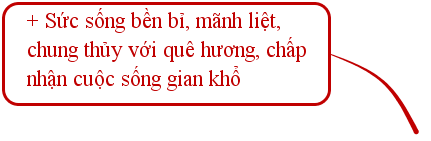 + Sức sống bền bỉ, mãnh liệt,
chung thủy với quê hương, chấp
nhận cuộc sống gian khổ